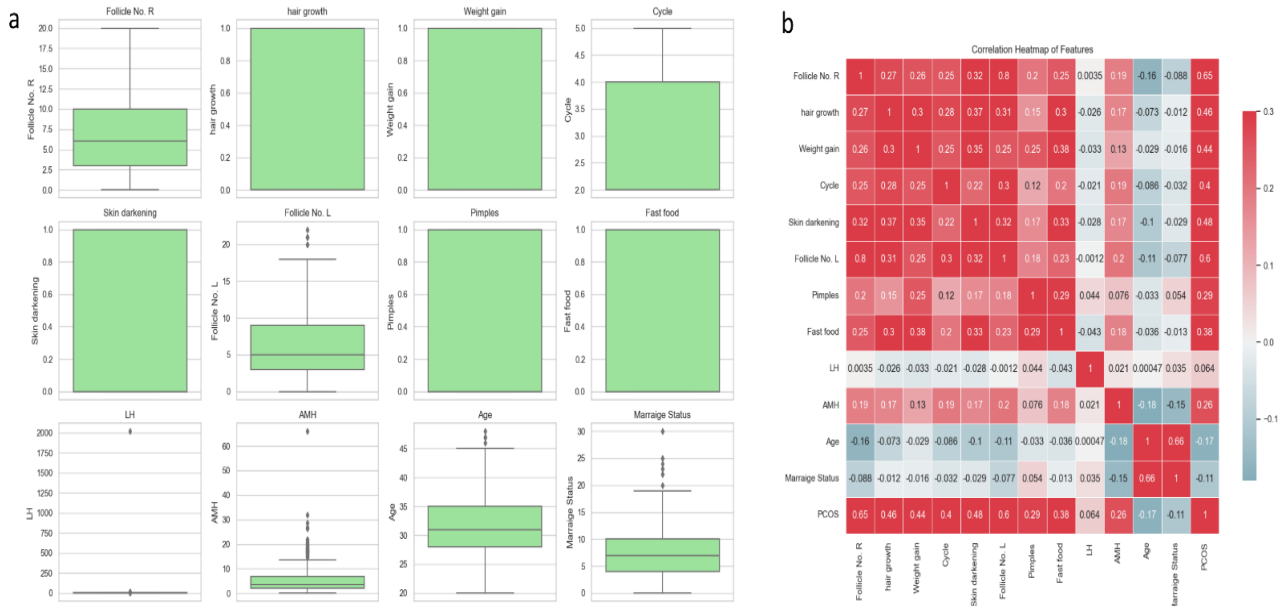 a
Follicle No. R
hair growth
Weight gain
Cycle
Follicle No. R
20.0
17.5
15.0
12.5
10.0
7.5
5.0
2.5
0.0
hair growth
1.0
0.8
0.6
0.4
0.2
0.0
Weight gain
1.0
0.8
0.6
0.4
0.2
0.0
Cycle
5.0
4.5
4.0
3.5
3.0
2.5
2.0
Skin darkening
Follicle No. L
Pimples
Fast food
Skin darkening
1.0
0.8
0.6
0.4
0.2
0.0
Follicle No. L
20
15
10
5
0
Pimples
1.0
0.8
0.6
0.4
0.2
0.0
Fast food
1.0
0.8
0.6
0.4
0.2
0.0
LH
AMH
Age
Marraige Status
LH
2000
1750
1500
1250
1000
750
500
250
0
AMH
60
50
40
30
20
10
0
Age
45
40
35
30
25
20
Marraige Status
30
25
20
15
10
5
0
b
Correlation Heatmap of Features
Follicle No. R 1 0.27 0.26 0.25 0.32 0.8 0.2 0.25 0.0035 0.19 -0.16 -0.088 0.65
hair growth 0.27 1 0.3 0.28 0.37 0.31 0.15 0.3 -0.026 0.17 -0.073 -0.012 0.46
Weight gain 0.26 0.3 1 0.25 0.35 0.25 0.25 0.38 -0.033 0.13 -0.029 -0.016 0.44
Cycle 0.25 0.28 0.25 1 0.22 0.3 0.12 0.2 -0.021 0.19 -0.086 -0.032 0.4
Skin darkening 0.32 0.37 0.35 0.22 1 0.32 0.17 0.33 -0.028 0.17 -0.1 -0.029 0.48
Follicle No. L 0.8 0.31 0.25 0.3 0.32 1 0.18 0.23 -0.0012 0.2 -0.11 -0.077 0.6
Pimples 0.2 0.15 0.25 0.12 0.17 0.18 1 0.29 0.044 0.076 -0.033 0.054 0.29
Fast food 0.25 0.3 0.38 0.2 0.33 0.23 0.29 1 -0.043 0.18 -0.036 -0.013 0.38
LH 0.0035 -0.026 -0.033 -0.021 -0.028 -0.0012 0.044 -0.043 1 0.021 0.00047 0.035 0.064
AMH 0.19 0.17 0.13 0.19 0.17 0.2 0.076 0.18 0.021 1 -0.18 -0.15 0.26
Age -0.16 -0.073 -0.029 -0.086 -0.1 -0.11 -0.033 -0.036 0.00047 -0.18 1 0.66 -0.17
Marraige Status -0.088 -0.012 -0.016 -0.032 -0.029 -0.077 0.054 -0.013 0.035 -0.15 0.66 1 -0.11
PCOS 0.65 0.46 0.44 0.4 0.48 0.6 0.29 0.38 0.064 0.26 -0.17 -0.11 1
Follicle No. R
hair growth
Weight gain
Cycle
Skin darkening
Follicle No. L
Pimples
Fast food
LH
AMH
Age
Marraige Status
PCOS
0.3
0.2
0.1
0.0
−0.1